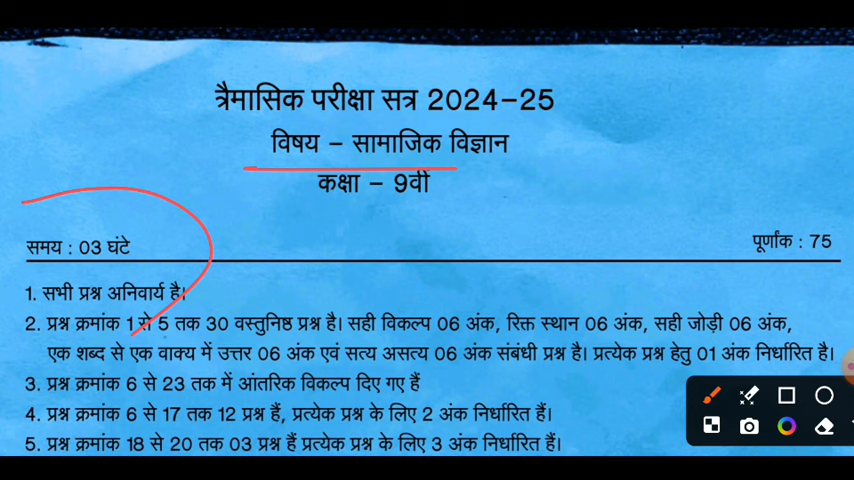 त्रैमासिक परीक्षा सत्र 2024-25
विषय - सामाजिक विज्ञान
कक्षा - 9वी
समय : 03 घंटे
पूर्णांक : 75
1. सभी प्रश्न अनिवार्य है।
2. प्रश्न क्रमांक 1 से 5 तक 30 वस्तुनिष्ठ प्रश्न है। सही विकल्प 06 अंक, रिक्त स्थान 06 अंक, सही जोड़ी 06 अंक,
एक शब्द से एक वाक्य में उत्तर 06 अंक एवं सत्य असत्य 06 अंक संबंधी प्रश्न है। प्रत्येक प्रश्न हेतु 01 अंक निर्धारित है।
3. प्रश्न क्रमांक 6 से 23 तक में आंतरिक विकल्प दिए गए हैं
4. प्रश्न क्रमांक 6 से 17 तक 12 प्रश्न हैं, प्रत्येक प्रश्न के लिए 2 अंक निर्धारित हैं।
5. प्रश्न क्रमांक 18 से 20 तक 03 प्रश्न हैं प्रत्येक प्रश्न के लिए 3 अंक निर्धारित हैं।